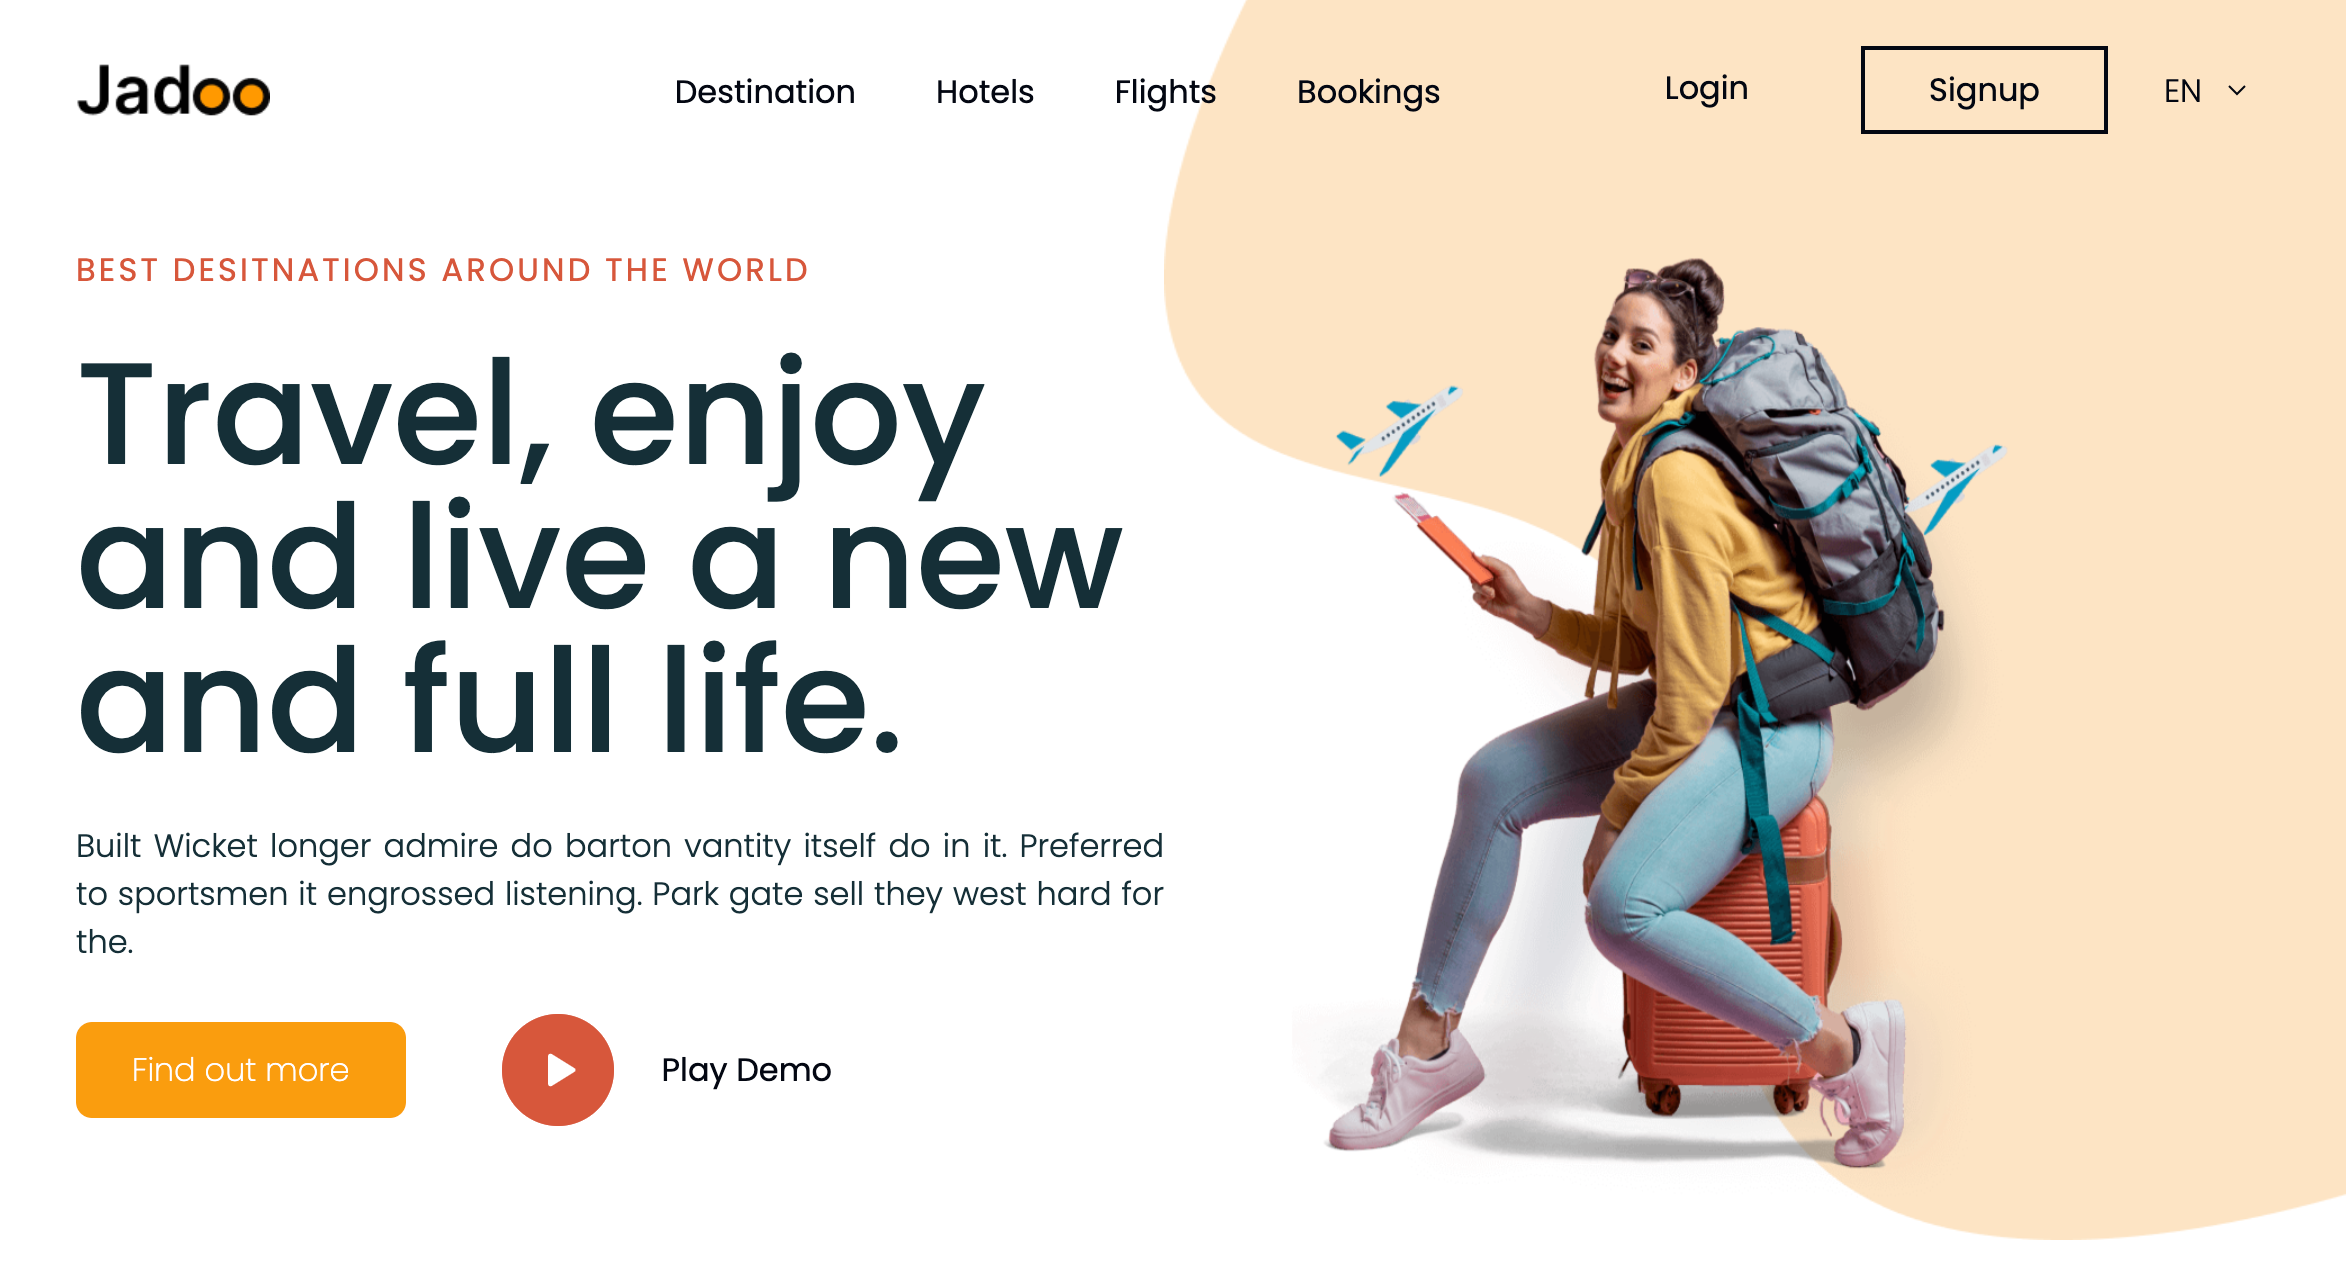 Jadoo
Destination Hotels Flights Bookings Login Signup EN
BEST DESITNATIONS AROUND THE WORLD
Travel, enjoy
and live a new
and full life.
Built Wicket longer admire do barton vantity itself do in it. Preferred
to sportsmen it engrossed listening. Park gate sell they west hard for
the.
Find out more Play Demo